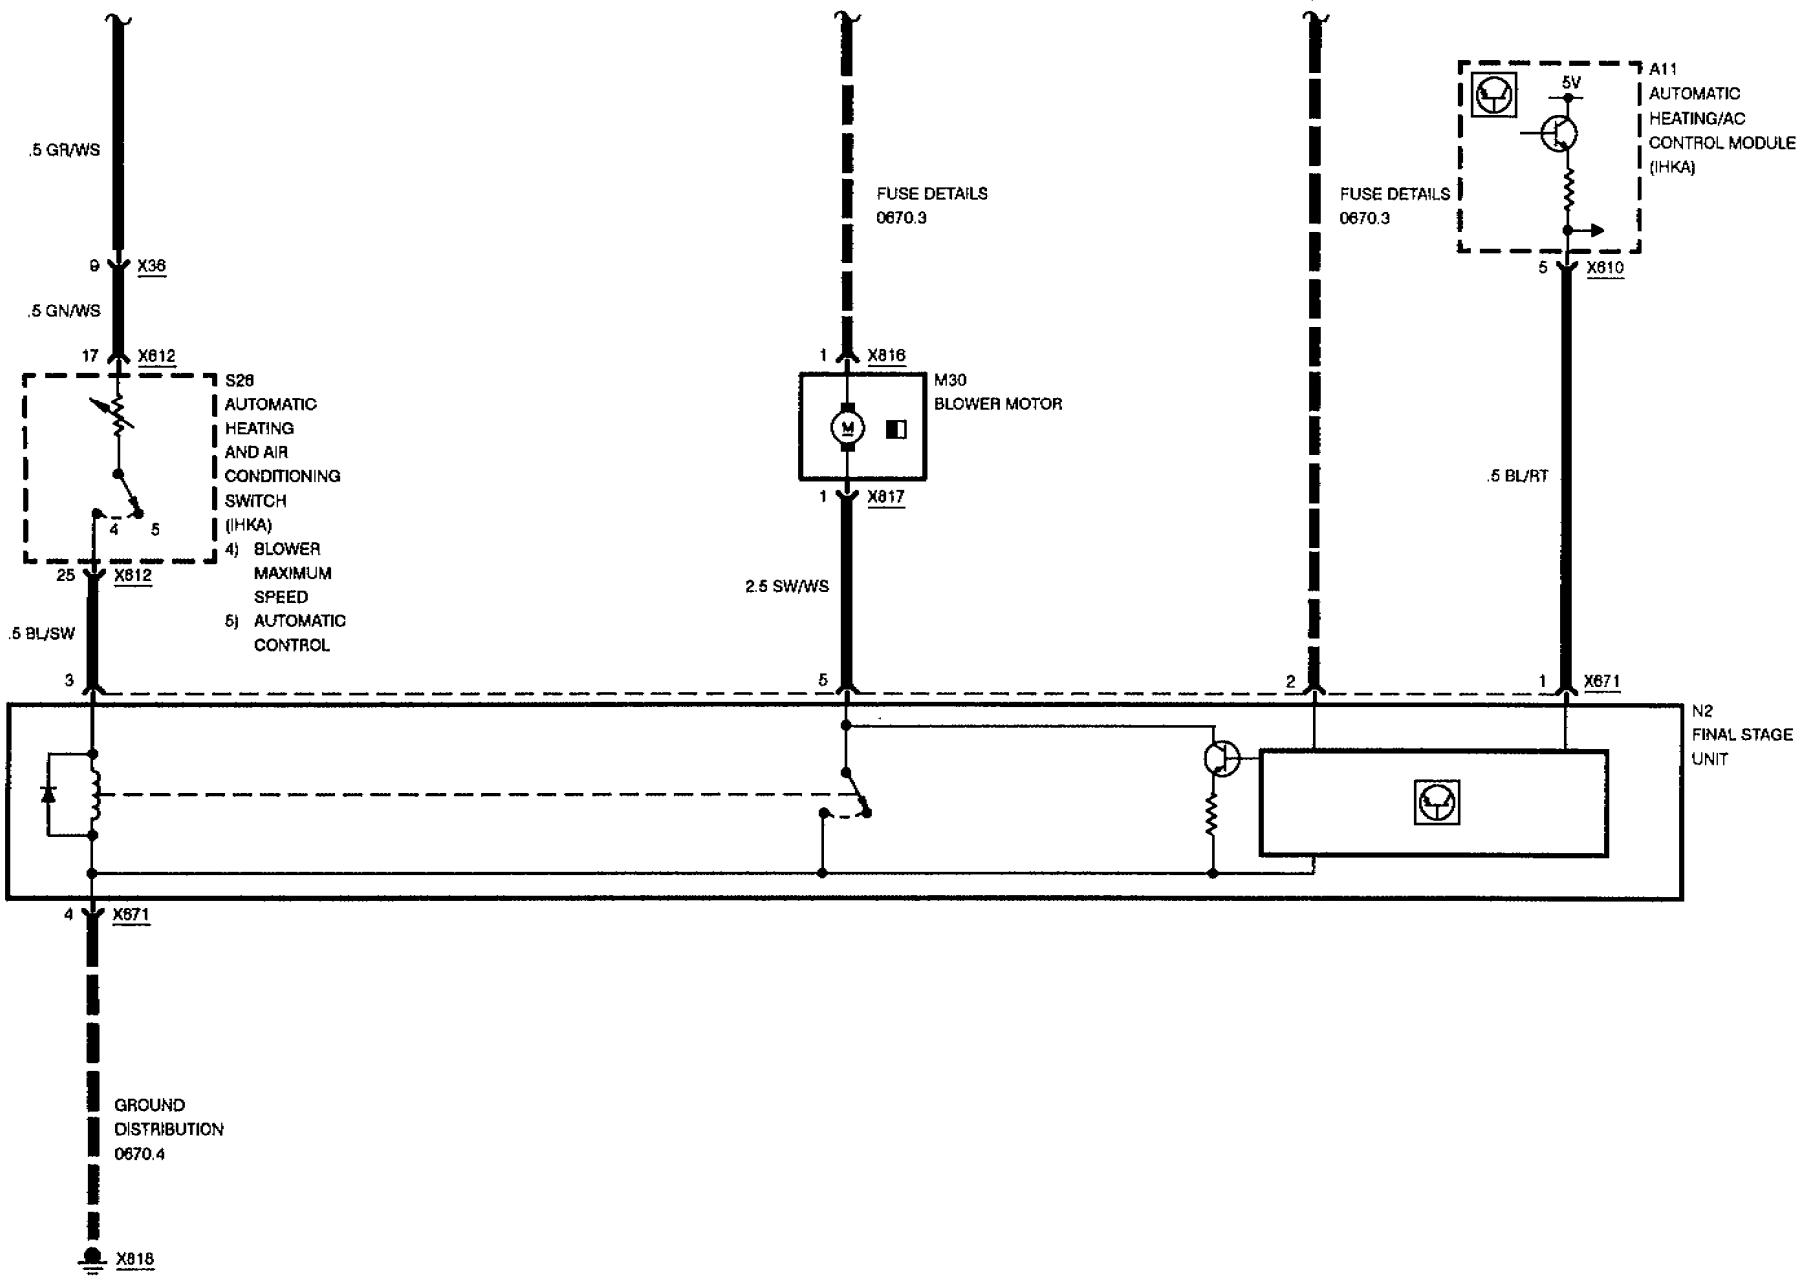 .5 GR/WS
9 X36
.5 GN/WS
17 X612
S26
AUTOMATIC
HEATING
AND AIR
CONDITIONING
SWITCH
(IHKA)
4) BLOWER
MAXIMUM
SPEED
5) AUTOMATIC
CONTROL
4 5
25 X612
.5 BL/SW
3
FUSE DETAILS
0670.3
1 X816
M30
BLOWER MOTOR
M
1 X817
2.5 SW/WS
5
FUSE DETAILS
0670.3
2
5V
A11
AUTOMATIC
HEATING/AC
CONTROL MODULE
(IHKA)
5 X610
.5 BL/RT
1 X671
N2
FINAL STAGE
UNIT
4 X671
GROUND
DISTRIBUTION
0670.4
X818